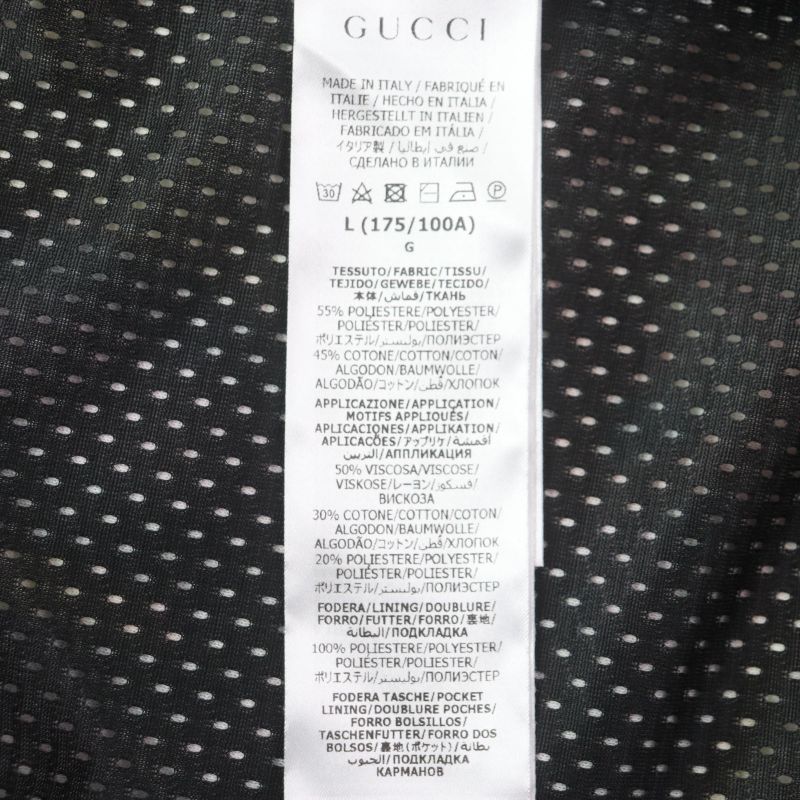 GUCCI
MADE IN ITALY / FABRIQUÉ EN
ITALIE / HECHO EN ITALIA /
HERGESTELLT IN ITALIEN /
FABRICADO EM ITÁLIA /
イタリア製 / صنع في ايطاليا /
СДЕЛАНО В ИТАЛИИ
30 P
L (175/100A)
G
TESSUTO/FABRIC/TISSU/
TEJIDO/GEWEBE/TECIDO/
本体/قماش/ТКАНЬ
55% POLIESTERE/POLYESTER/
POLIÉSTER/POLIESTER/
ポリエステル/بوليستر/ПОЛИЭСТЕР
45% COTONE/COTTON/COTON/
ALGODON/BAUMWOLLE/
ALGODÃO/コットン/قطن/ХЛОПОК
APPLICAZIONE/APPLICATION/
MOTIFS APPLIQUÉS/
APLICACIONES/APPLIKATION/
APLICAÇÕES/アップリケ/أقمشة
التزيين/АППЛИКАЦИЯ
50% VISCOSA/VISCOSE/
VISKOSE/レーヨン/فسكوز/
ВИСКОЗА
30% COTONE/COTTON/COTON/
ALGODON/BAUMWOLLE/
ALGODÃO/コットン/قطن/ХЛОПОК
20% POLIESTERE/POLYESTER/
POLIÉSTER/POLIESTER/
ポリエステル/بوليستر/ПОЛИЭСТЕР
FODERA/LINING/DOUBLURE/
FORRO/FUTTER/FORRO/裏地/
البطانة/ПОДКЛАДКА
100% POLIESTERE/POLYESTER/
POLIÉSTER/POLIESTER/
ポリエステル/بوليستر/ПОЛИЭСТЕР
FODERA TASCHE/POCKET
LINING/DOUBLURE POCHES/
FORRO BOLSILLOS/
TASCHENFUTTER/FORRO DOS
BOLSOS/裏地(ポケット)/بطانة
الجيوب/ПОДКЛАДКА
КАРМАНОВ